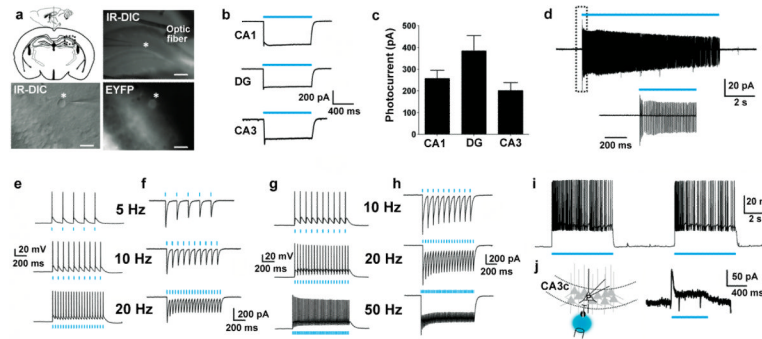 a
IR-DIC
Optic
fiber
*
IR-DIC
*
EYFP
*
b
CA1
DG
CA3
200 pA
400 ms
c
Photocurrent (pA)
500
400
300
200
100
0
CA1 DG CA3
d
20 pA
2 s
200 ms
e
20 mV
200 ms
f
5 Hz
10 Hz
20 Hz
200 pA
200 ms
g
20 mV
200 ms
h
10 Hz
20 Hz
50 Hz
200 pA
200 ms
i
2 s
j
CA3c
50 pA
400 ms